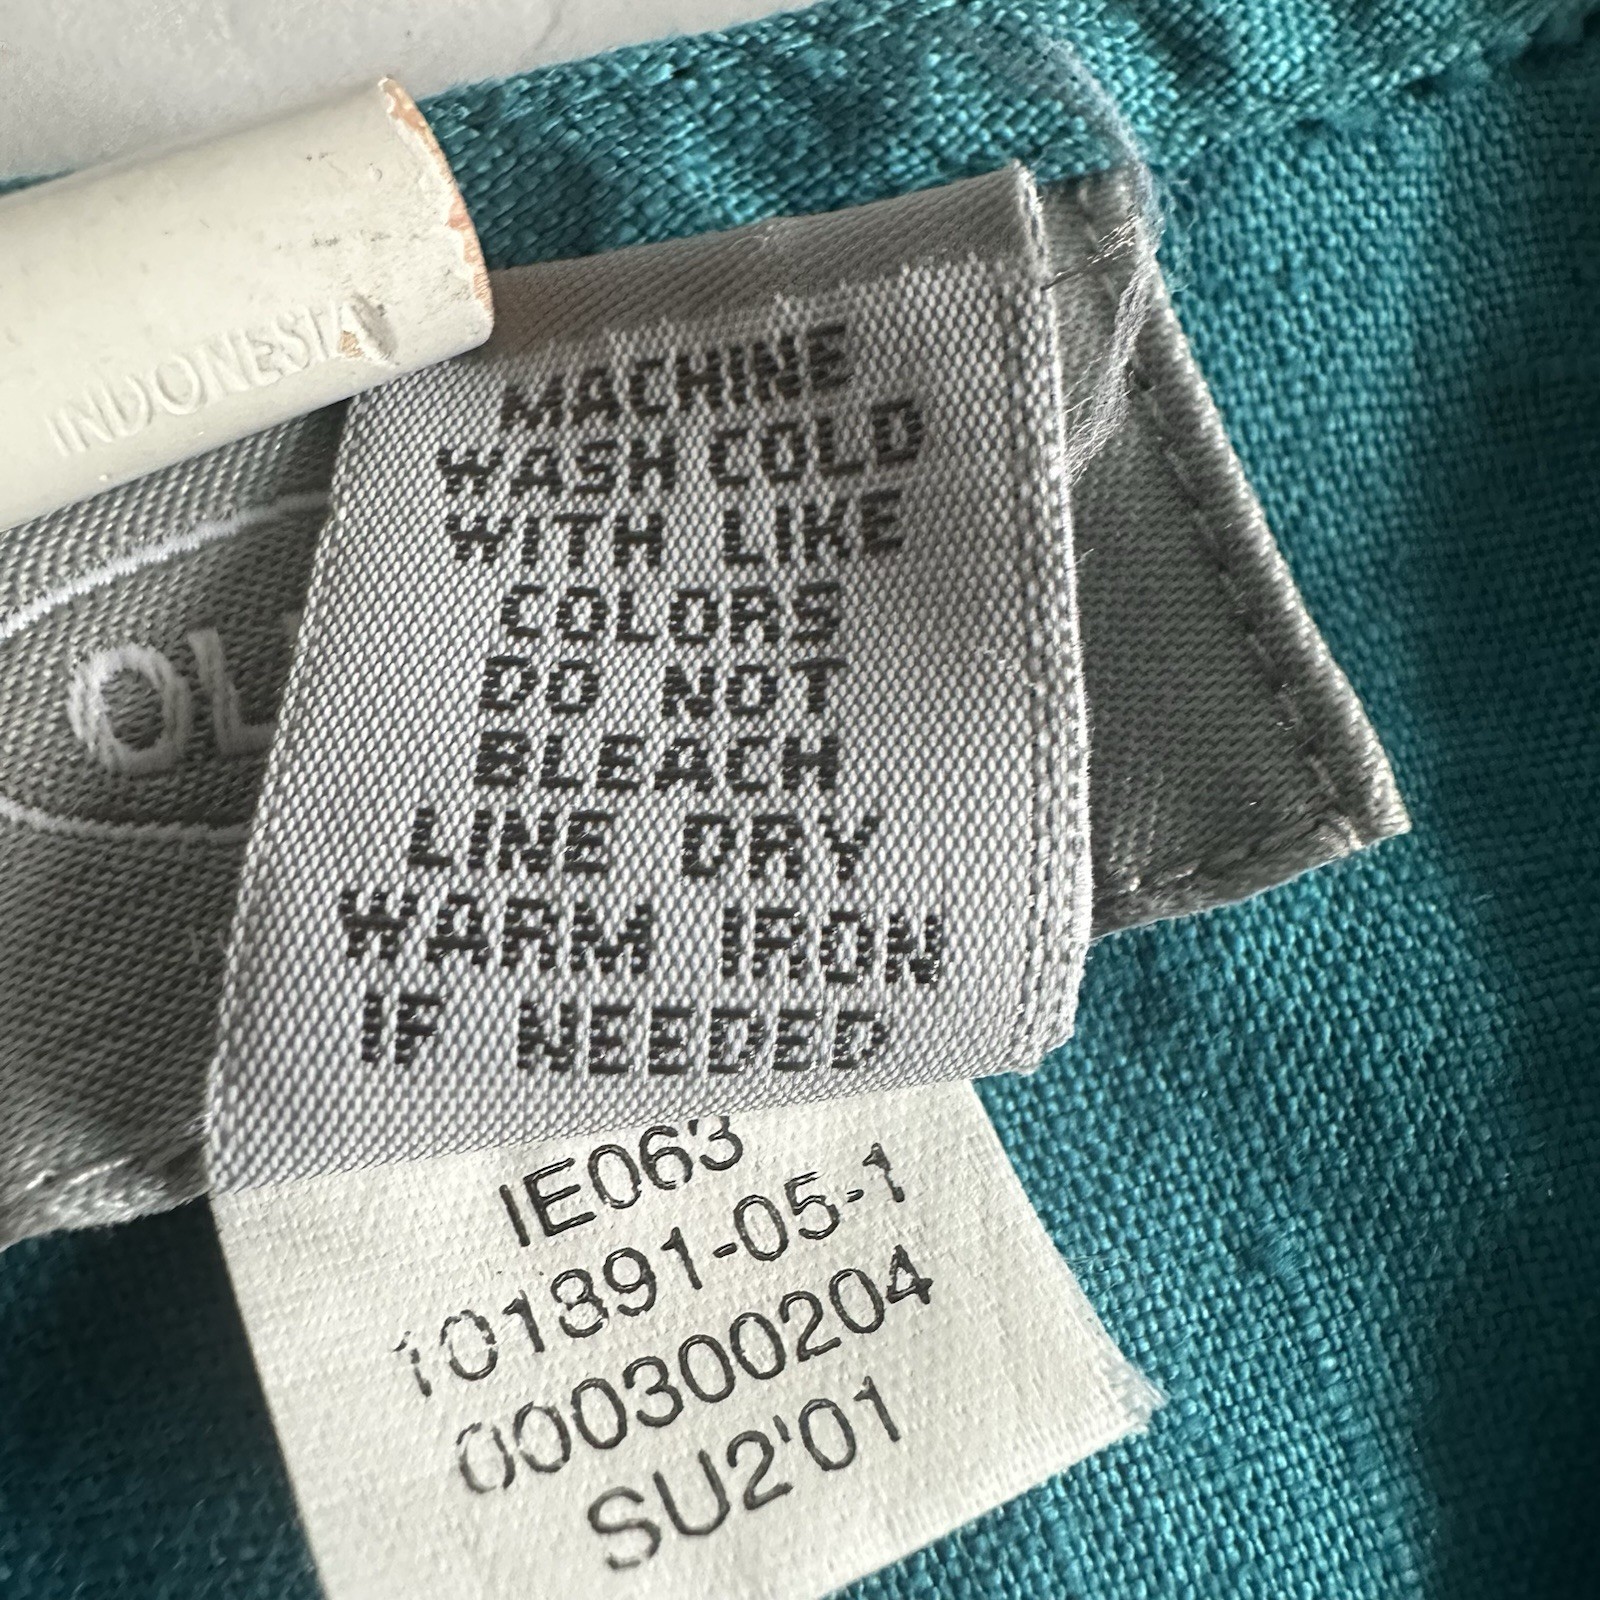 INDONESIA
OL
MACHINE
WASH COLD
WITH LIKE
COLORS
DO NOT
BLEACH
LINE DRY
WARM IRON
IF NEEDED
IE063
101391-05-1
000300204
SU2'01